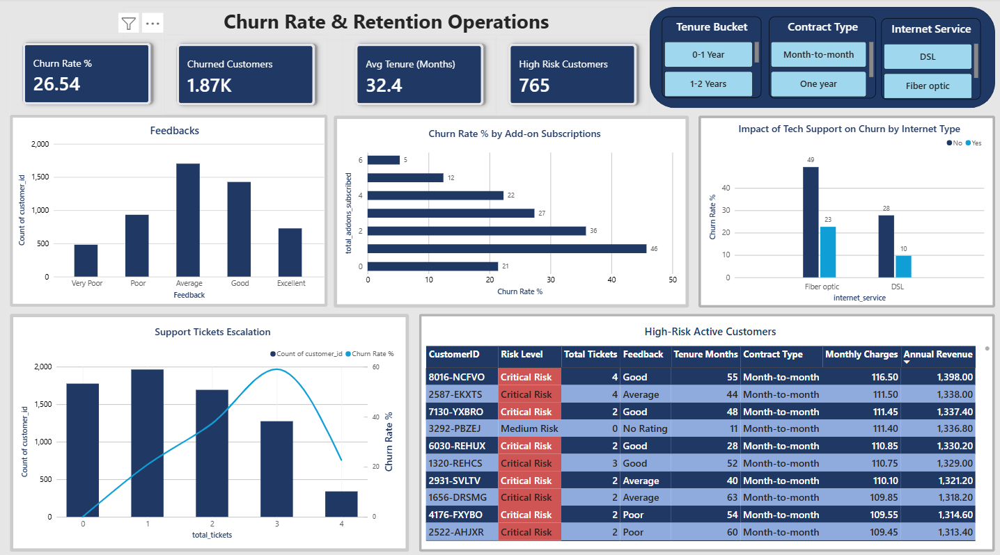 Churn Rate & Retention Operations
Churn Rate %
26.54
Churned Customers
1.87K
Avg Tenure (Months)
32.4
High Risk Customers
765
Tenure Bucket
0-1 Year
1-2 Years
Contract Type
Month-to-month
One year
Internet Service
DSL
Fiber optic
Feedbacks
Count of customer_id
2,000
1,500
1,000
500
0
Very Poor Poor Average Good Excellent
Feedback
Churn Rate % by Add-on Subscriptions
total_addons_subscribed
6 5
12
4 22
27
2 36
46
0 21
0 10 20 30 40 50
Churn Rate %
Impact of Tech Support on Churn by Internet Type
No Yes
Churn Rate %
40
30
20
10
0
49
23
28
10
Fiber optic DSL
internet_service
Support Tickets Escalation
Count of customer_id Churn Rate %
Count of customer_id
2,000
1,500
1,000
500
0
60
40
20
0
Churn Rate %
0 1 2 3 4
total_tickets
High-Risk Active Customers
CustomerID Risk Level Total Tickets Feedback Tenure Months Contract Type Monthly Charges Annual Revenue
8016-NCFVO Critical Risk 4 Good 55 Month-to-month 116.50 1,398.00
2587-EKXTS Critical Risk 4 Average 44 Month-to-month 111.50 1,338.00
7130-YXBRO Critical Risk 2 Good 48 Month-to-month 111.45 1,337.40
3292-PBZEJ Medium Risk 0 No Rating 11 Month-to-month 111.40 1,336.80
6030-REHUX Critical Risk 2 Good 28 Month-to-month 110.85 1,330.20
1320-REHCS Critical Risk 3 Good 52 Month-to-month 110.75 1,329.00
2931-SVLTV Critical Risk 2 Average 40 Month-to-month 110.10 1,321.20
1656-DRSMG Critical Risk 2 Average 63 Month-to-month 109.85 1,318.20
4176-FXYBO Critical Risk 2 Poor 54 Month-to-month 109.55 1,314.60
2522-AHJXR Critical Risk 2 Poor 60 Month-to-month 109.45 1,313.40